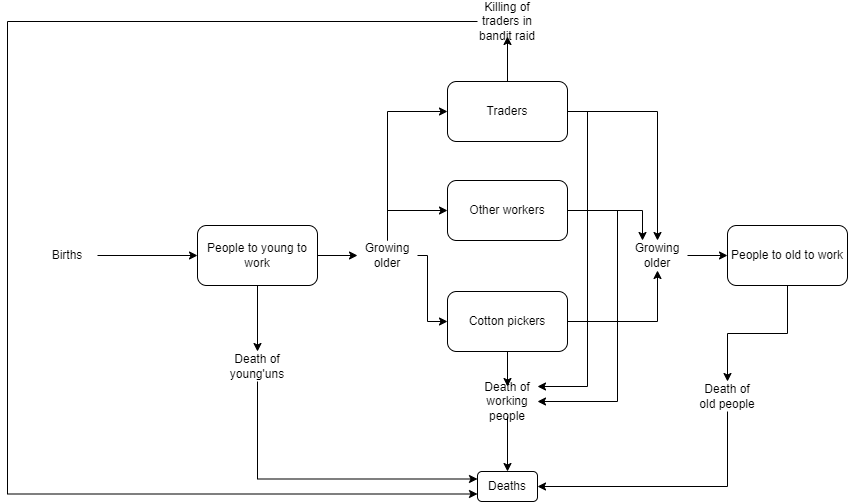 Killing of
traders in
bandit raid
Traders
Other workers
Births
People to young to
work
Growing
older
Growing
older
People to old to work
Cotton pickers
Death of
young'uns
Death of
working
people
Death of
old people
Deaths